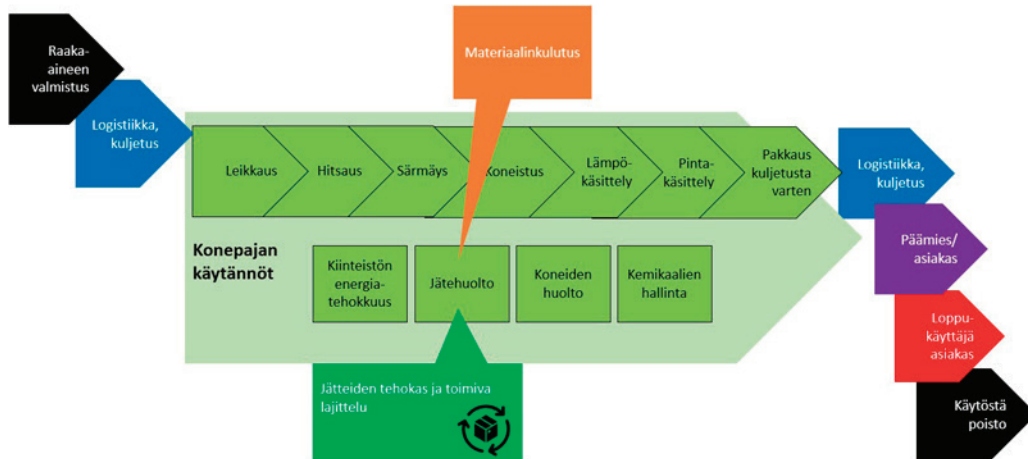 Raaka-
aineen
valmistus
Logistiikka,
kuljetus
Materiaalinkulutus
Leikkaus
Hitsaus
Särmäys
Koneistus
Lämpö-
käsittely
Pinta-
käsittely
Pakkaus
kuljetusta
varten
Logistiikka,
kuljetus
Päämies/
asiakas
Loppu-
käyttäjä
asiakas
Käytöstä
poisto
Konepajan
käytännöt
Kiinteistön
energia-
tehokkuus
Jätehuolto
Koneiden
huolto
Kemikaalien
hallinta
Jätteiden tehokas ja toimiva
lajittelu